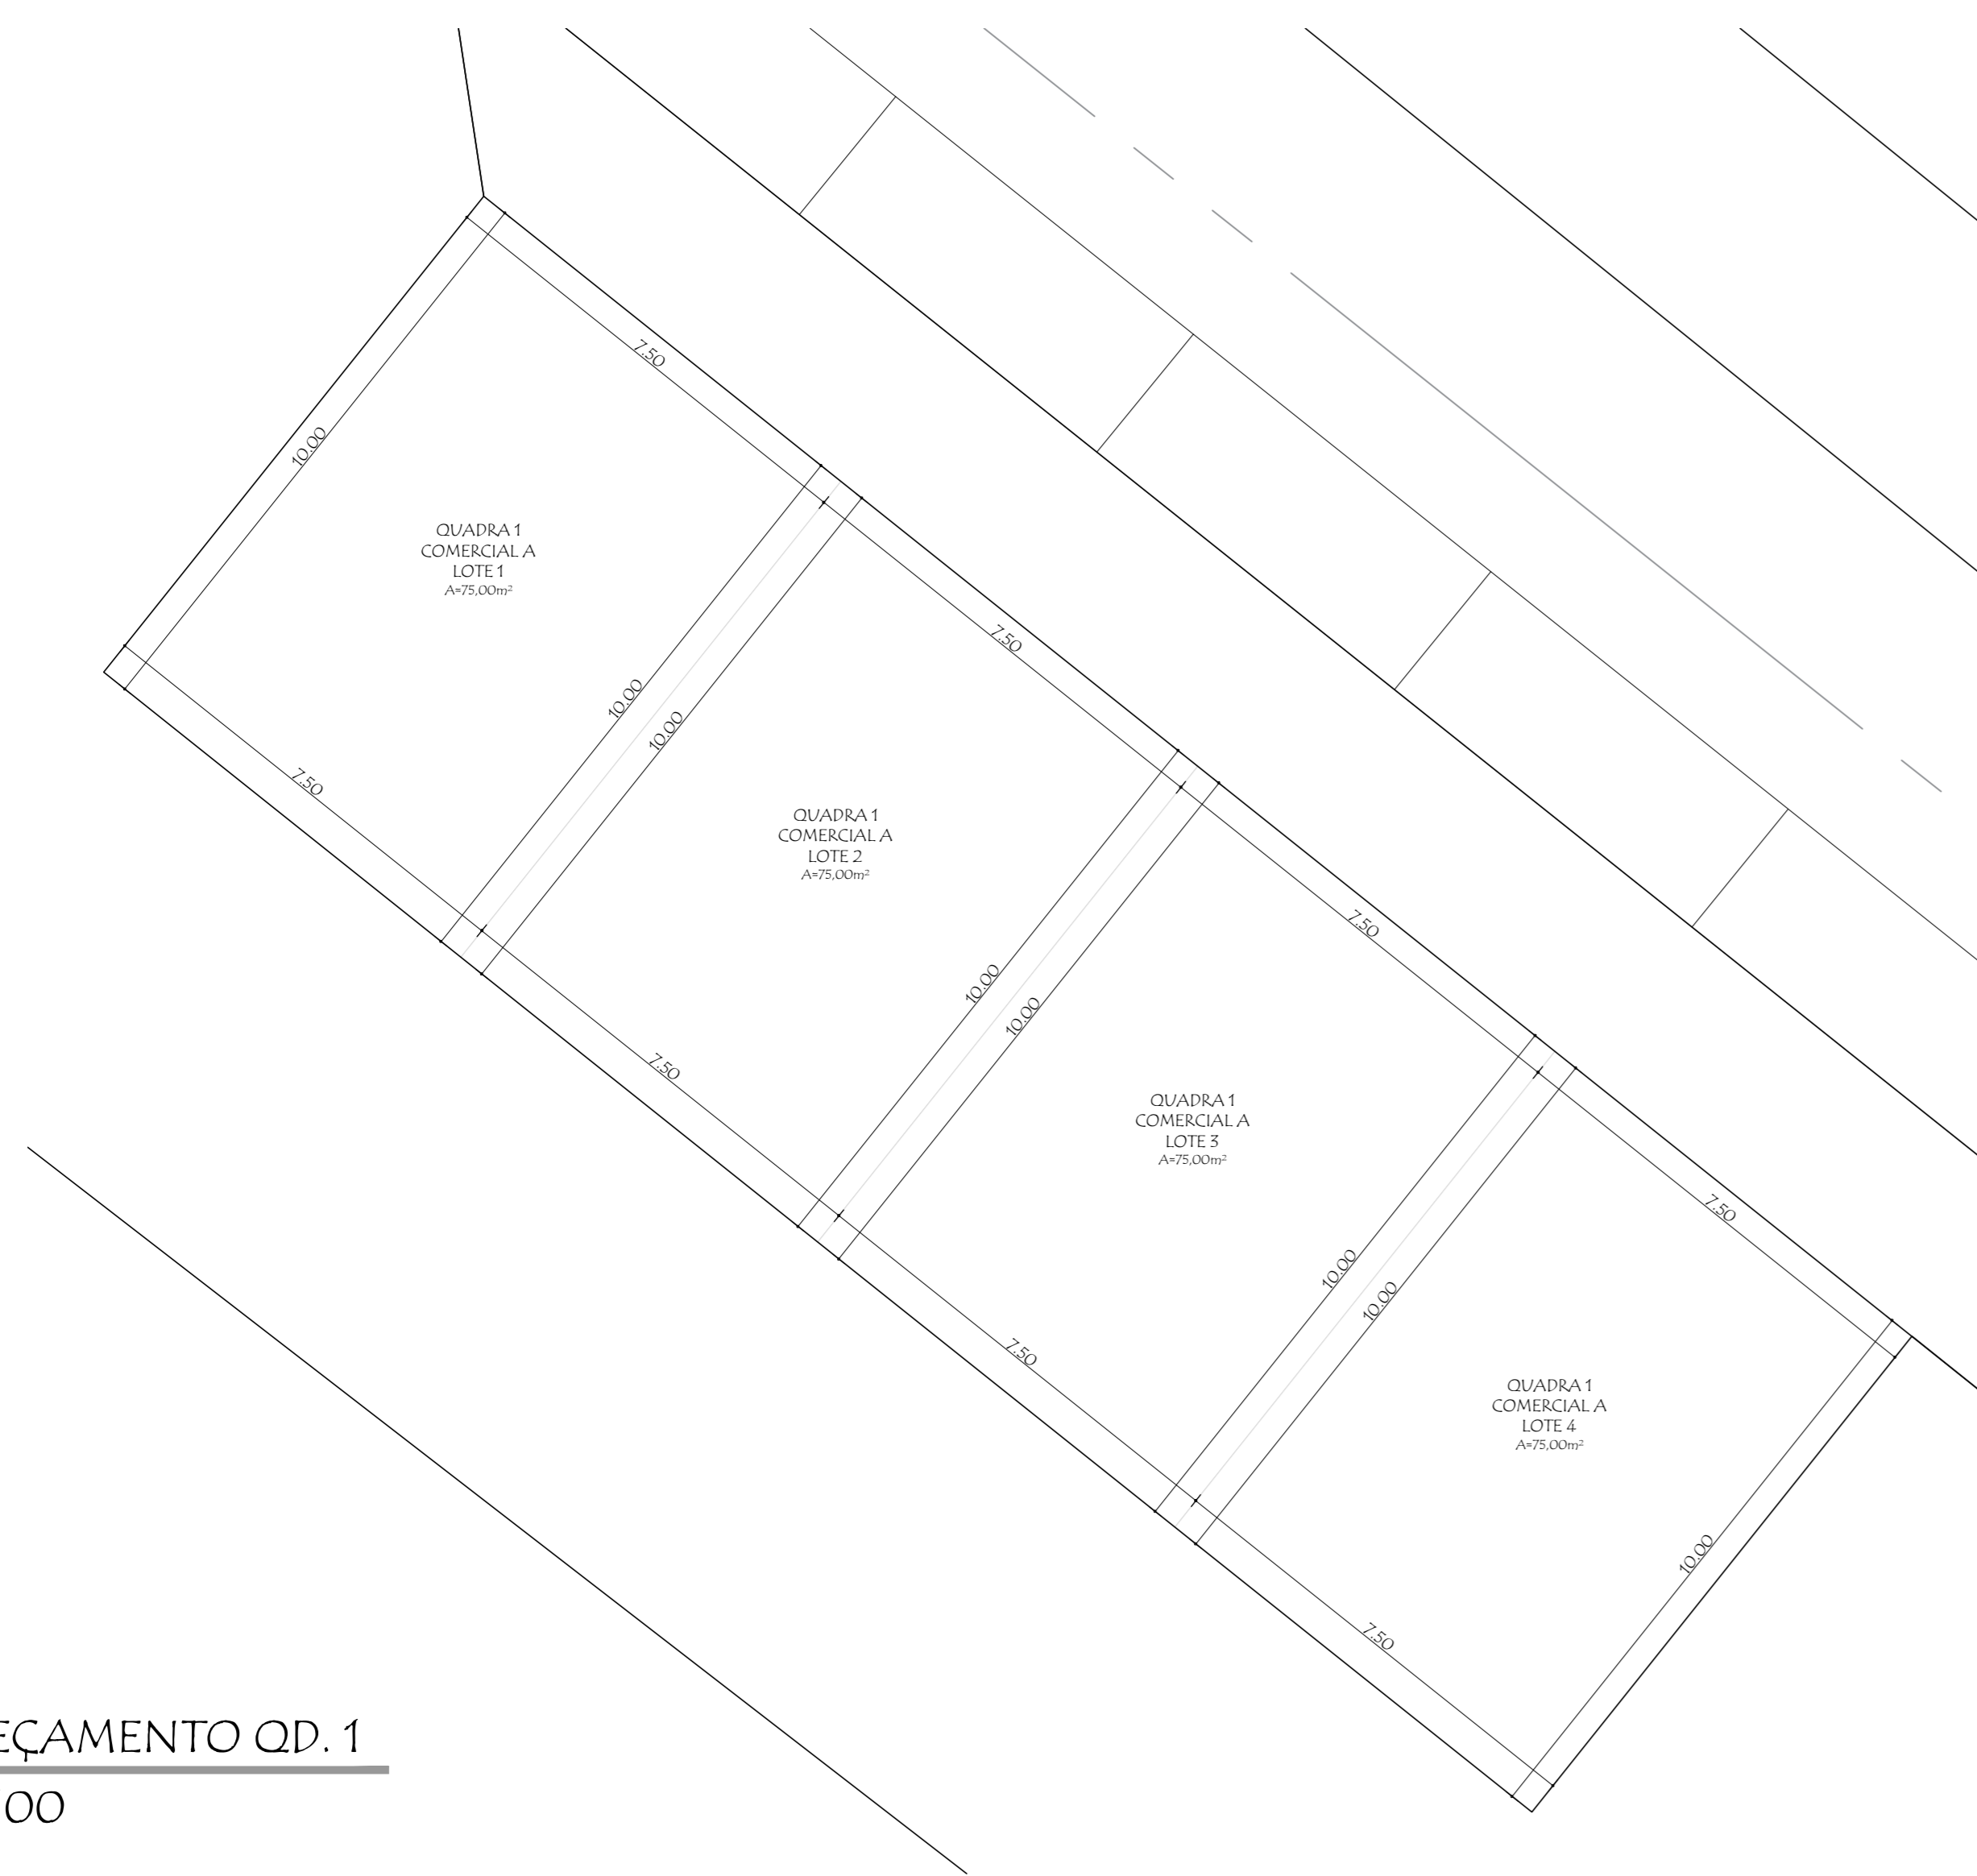 7.50
10.00
QUADRA 1
COMERCIAL A
LOTE 1
A=75,00m²
10.00
7.50
7.50
10.00
QUADRA 1
COMERCIAL A
LOTE 2
A=75,00m²
10.00
7.50
7.50
10.00
QUADRA 1
COMERCIAL A
LOTE 3
A=75,00m²
10.00
7.50
7.50
10.00
QUADRA 1
COMERCIAL A
LOTE 4
A=75,00m²
10.00
7.50
EÇAMENTO QD. 1
00